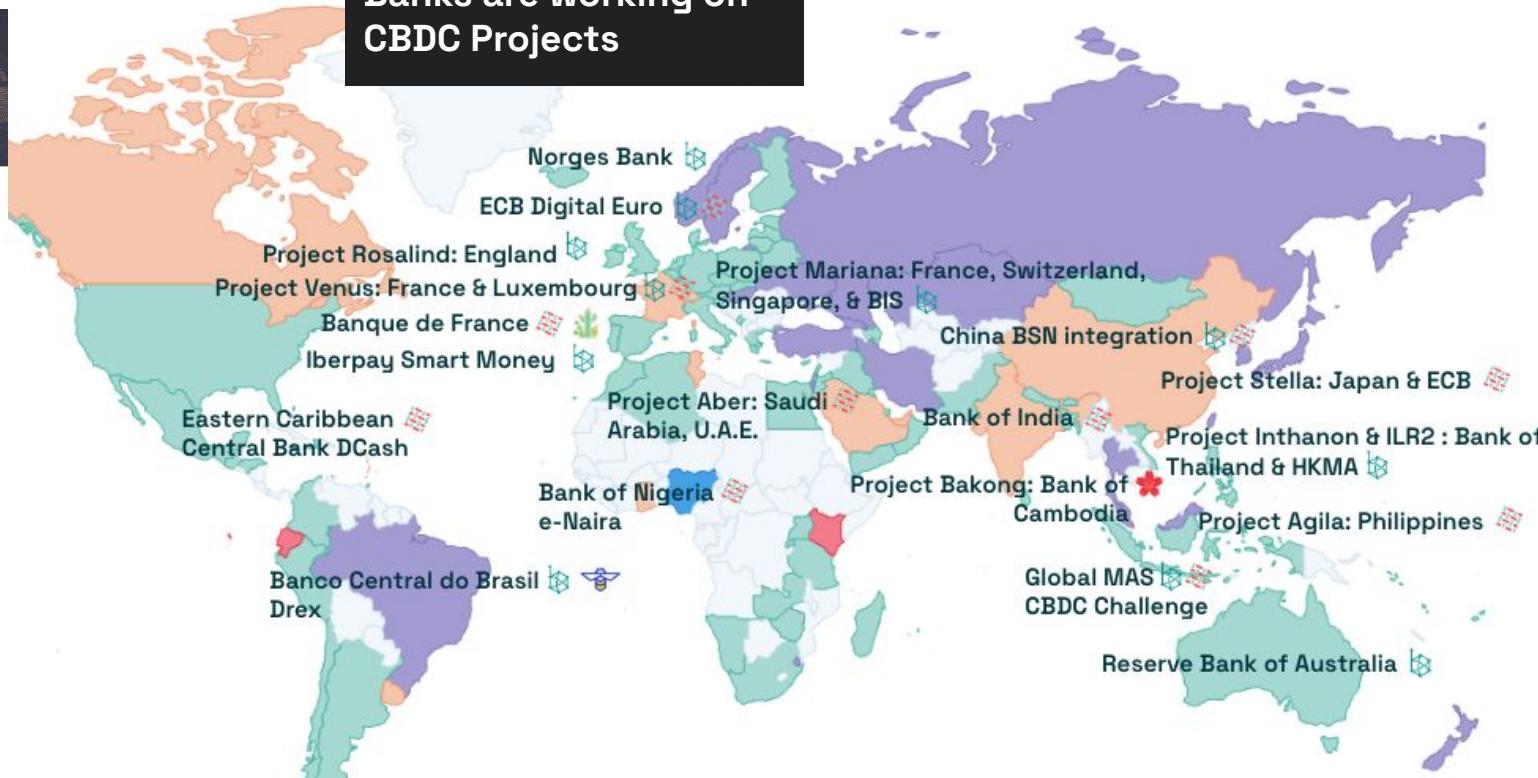 Banks are working on
CBDC Projects
Norges Bank
ECB Digital Euro
Project Rosalind: England
Project Venus: France & Luxembourg
Banque de France
Iberpay Smart Money
Project Mariana: France, Switzerland,
Singapore, & BIS
China BSN integration
Project Stella: Japan & ECB
Eastern Caribbean
Central Bank DCash
Project Aber: Saudi
Arabia, U.A.E.
Bank of India
Project Inthanon & ILR2 : Bank of
Thailand & HKMA
Bank of Nigeria
e-Naira
Project Bakong: Bank of
Cambodia
Project Agila: Philippines
Banco Central do Brasil
Drex
Global MAS
CBDC Challenge
Reserve Bank of Australia